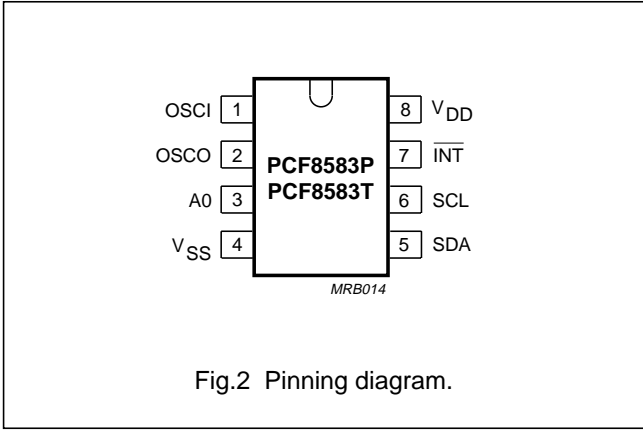 OSCI 1 8 VDD
OSCO 2 PCF8583P 7 INT
A0 3 PCF8583T 6 SCL
VSS 4 5 SDA
MRB014
Fig.2 Pinning diagram.